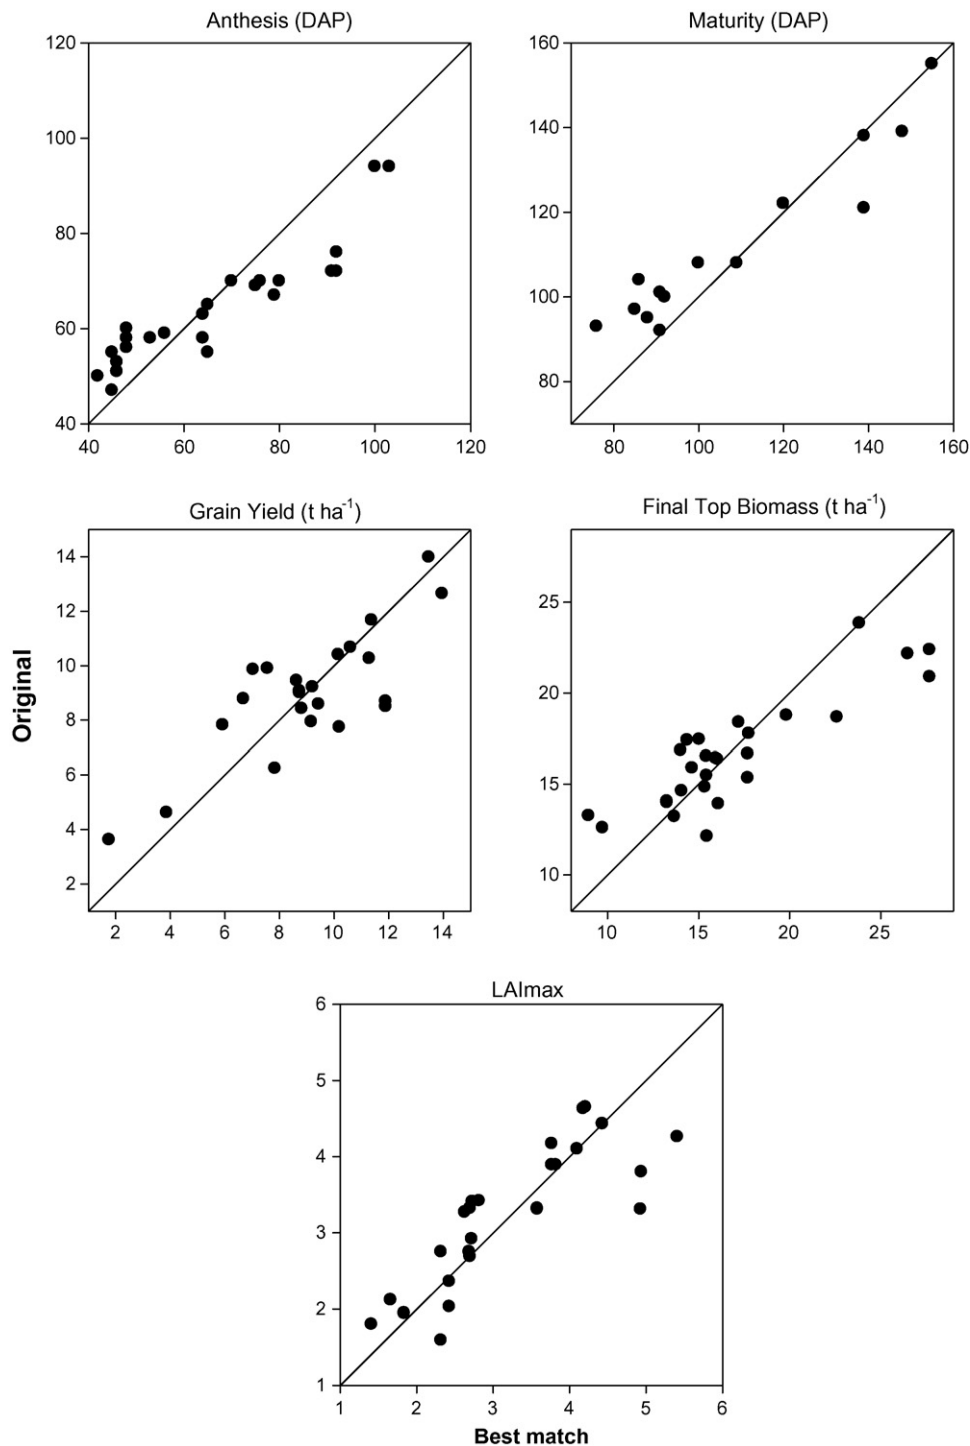 Anthesis (DAP)
Maturity (DAP)
120
100
80
60
40
40 60 80 100 120
160
140
120
100
80
80 100 120 140 160
Grain Yield (t ha⁻¹)
Final Top Biomass (t ha⁻¹)
Original
14
12
10
8
6
4
2
2 4 6 8 10 12 14
25
20
15
10
10 15 20 25
LAImax
6
5
4
3
2
1
1 2 3 4 5 6
Best match